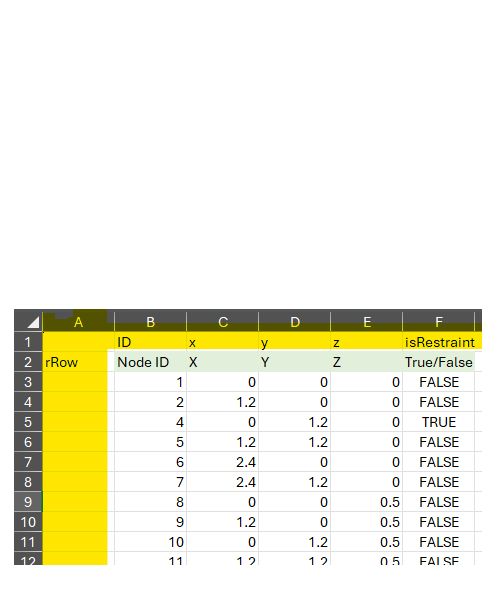 A B C D E F
1 ID x y z isRestraint
2 rRow Node ID X Y Z True/False
3 1 0 0 0 FALSE
4 2 1.2 0 0 FALSE
5 4 0 1.2 0 TRUE
6 5 1.2 1.2 0 FALSE
7 6 2.4 0 0 FALSE
8 7 2.4 1.2 0 FALSE
9 8 0 0 0.5 FALSE
10 9 1.2 0 0.5 FALSE
11 10 0 1.2 0.5 FALSE
12 11 1.2 1.2 0.5 FALSE